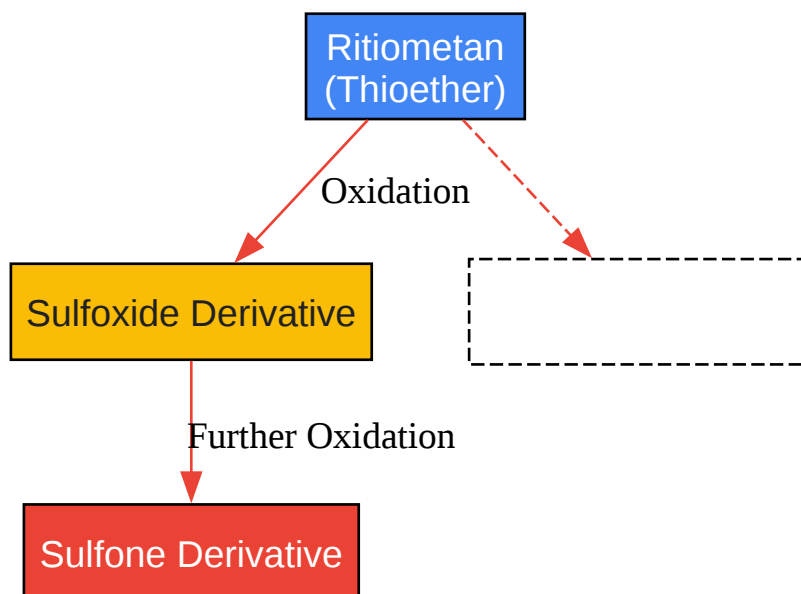 Ritiometan
(Thioether)
Oxidation
Sulfoxide Derivative
Further Oxidation
Sulfone Derivative